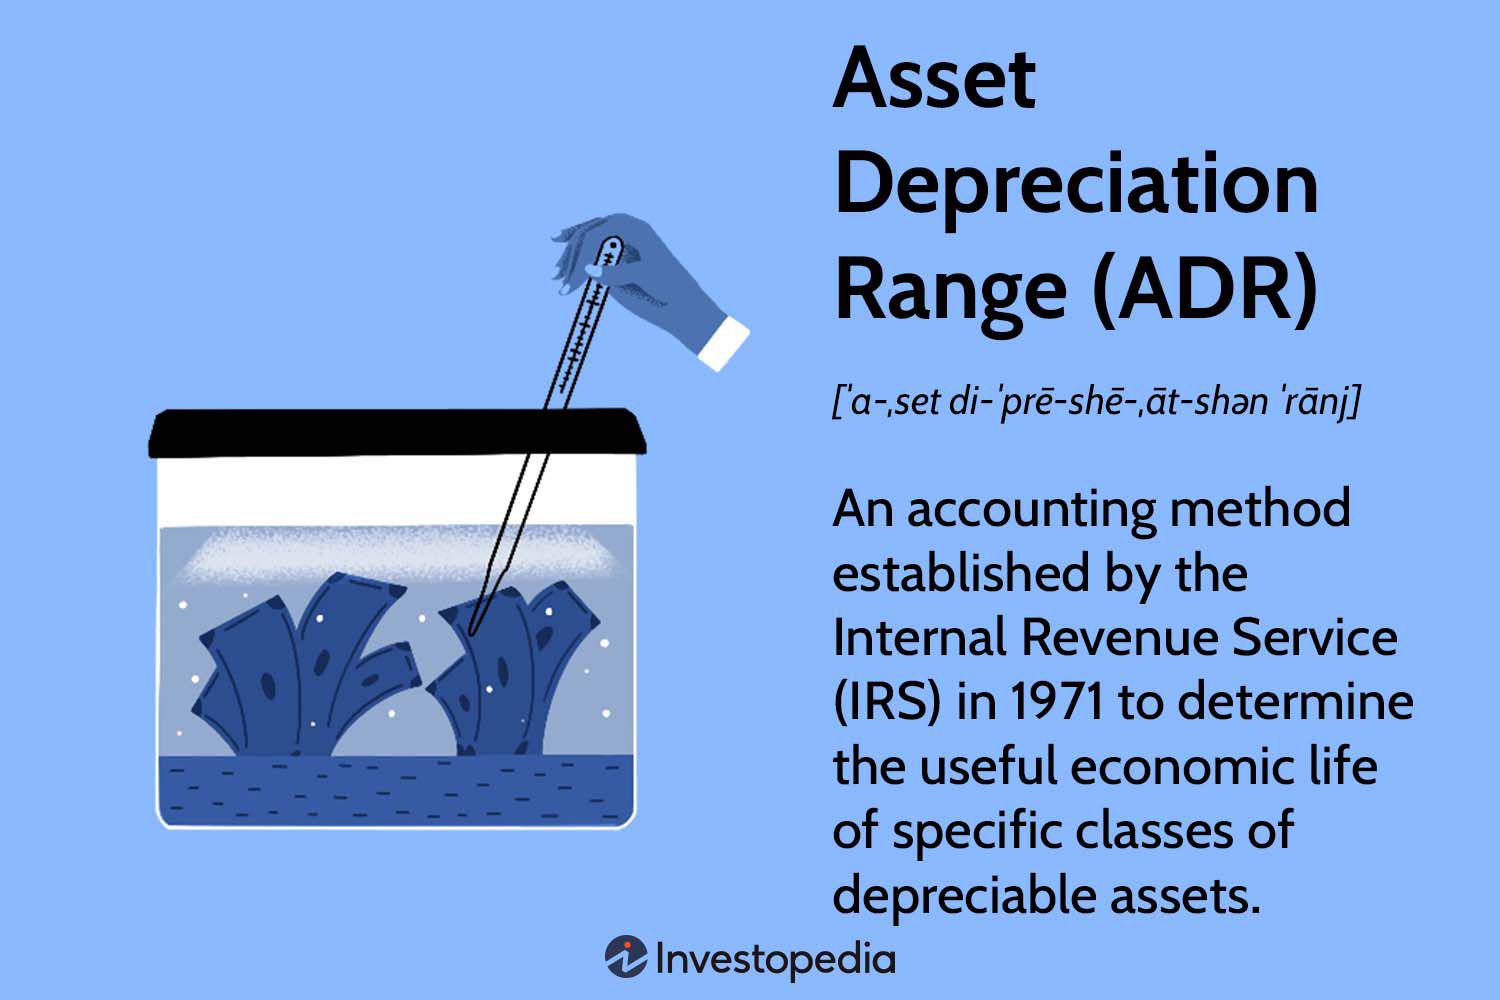 Asset
Depreciation
Range (ADR)
[ˈa-ˌset di-ˈprē-shē-ˌāt-shən ˈrānj]
An accounting method
established by the
Internal Revenue Service
(IRS) in 1971 to determine
the useful economic life
of specific classes of
depreciable assets.
Investopedia